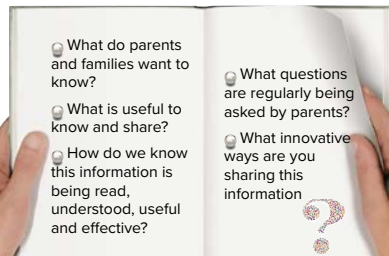 What do parents
and families want to
know?
What is useful to
know and share?
How do we know
this information is
being read,
understood, useful
and effective?
What questions
are regularly being
asked by parents?
What innovative
ways are you
sharing this
information
?